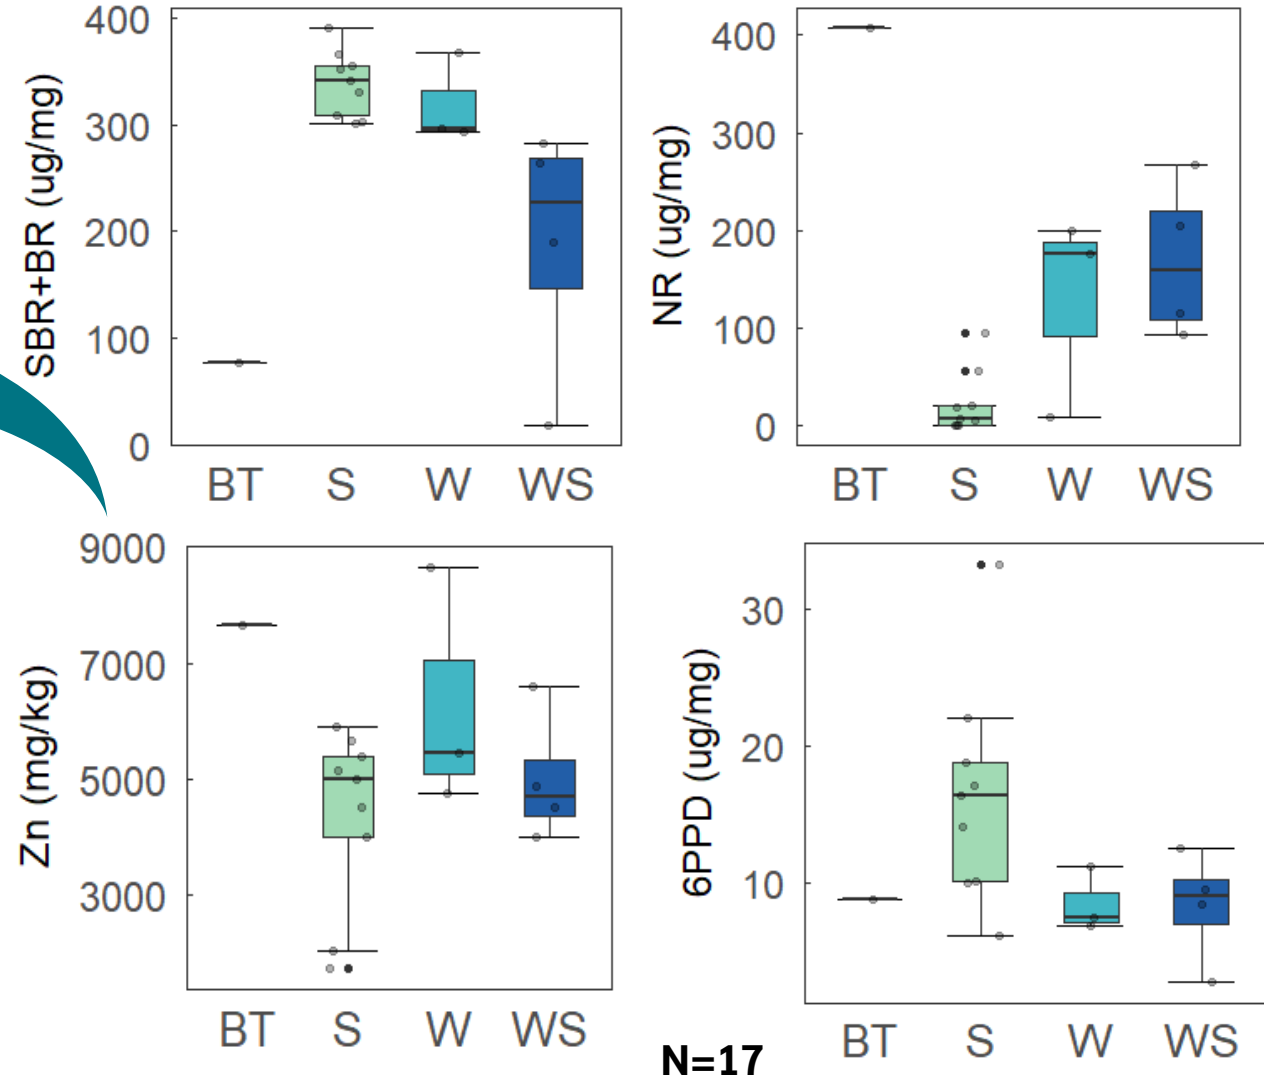 SBR+BR (ug/mg)
400
300
200
100
0
BT S W WS
NR (ug/mg)
400
300
200
100
0
BT S W WS
Zn (mg/kg)
9000
7000
5000
3000
BT S W WS
6PPD (ug/mg)
30
20
10
BT S W WS
N=17